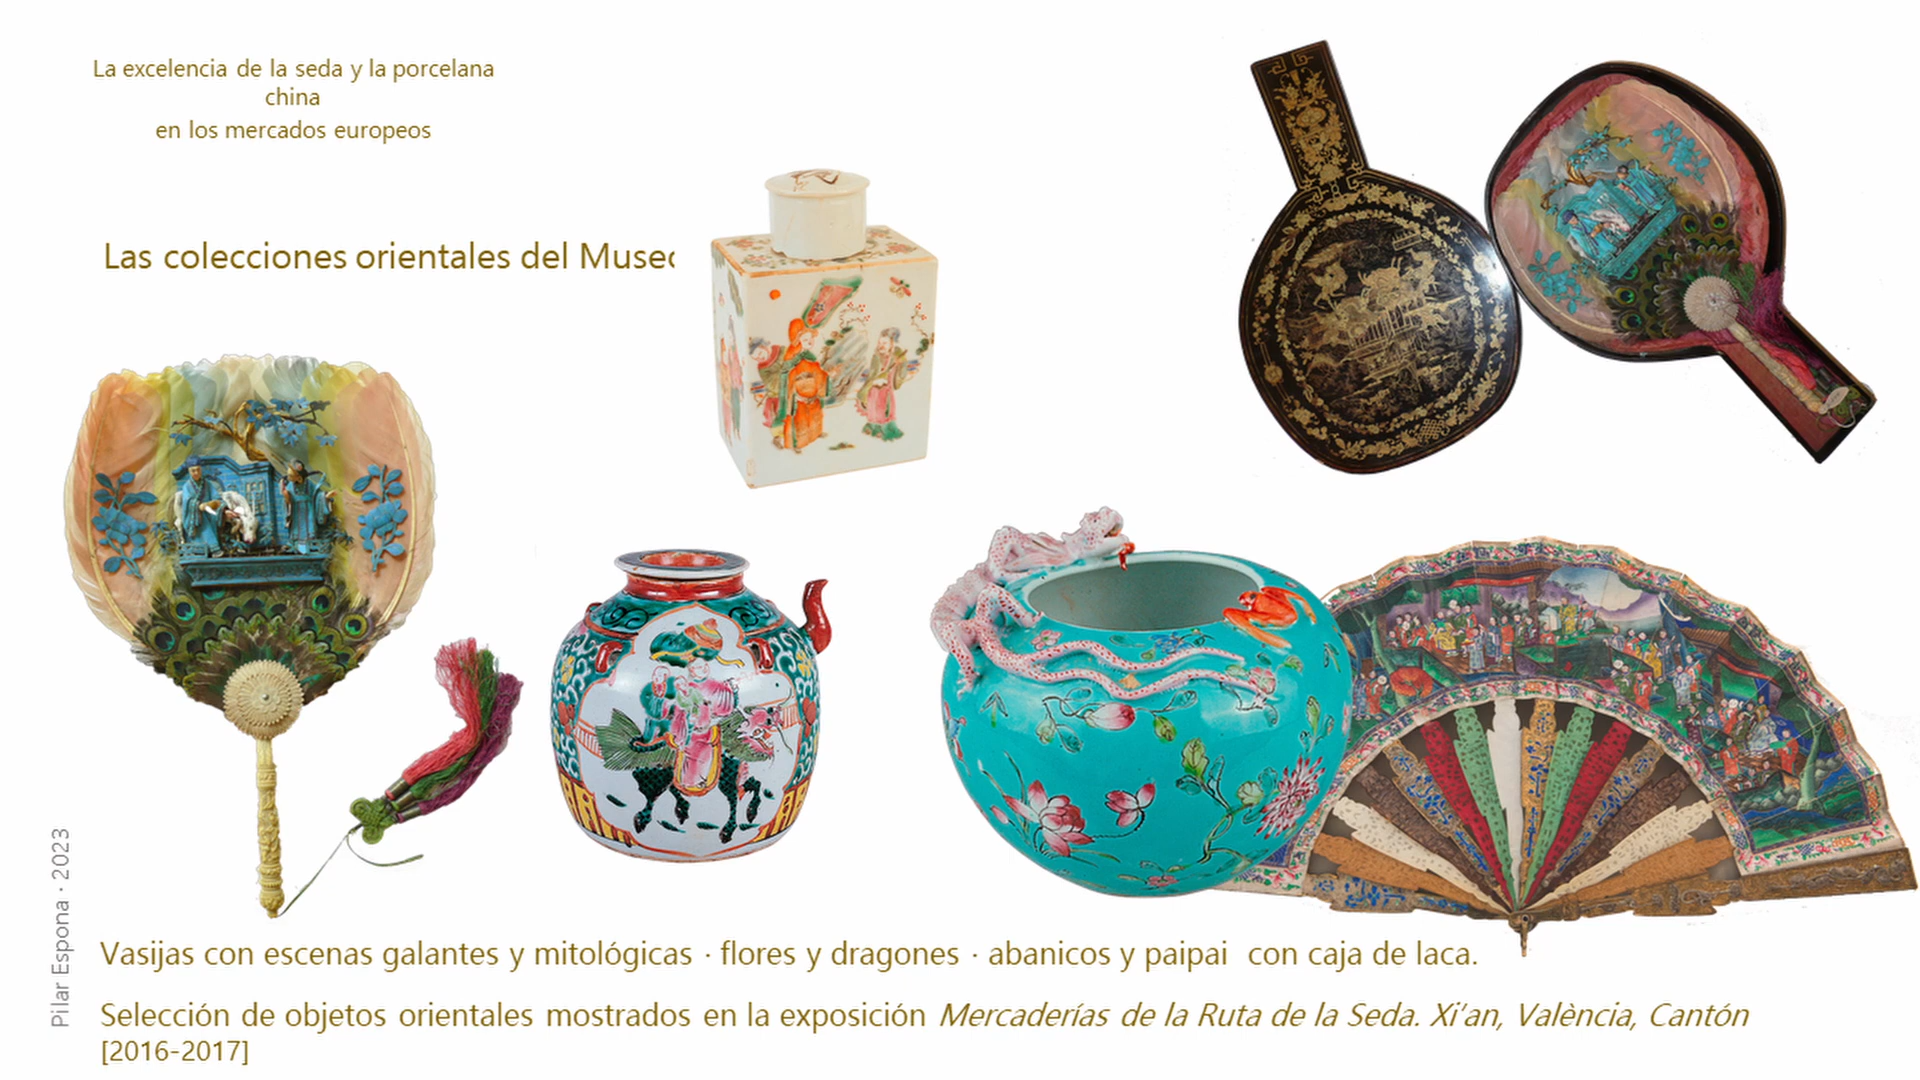 La excelencia de la seda y la porcelana
china
en los mercados europeos
Las colecciones orientales del Museo
Pilar Espona · 2023
Vasijas con escenas galantes y mitológicas · flores y dragones · abanicos y paipai con caja de laca.
Selección de objetos orientales mostrados en la exposición Mercaderías de la Ruta de la Seda. Xi'an, València, Cantón
[2016-2017]